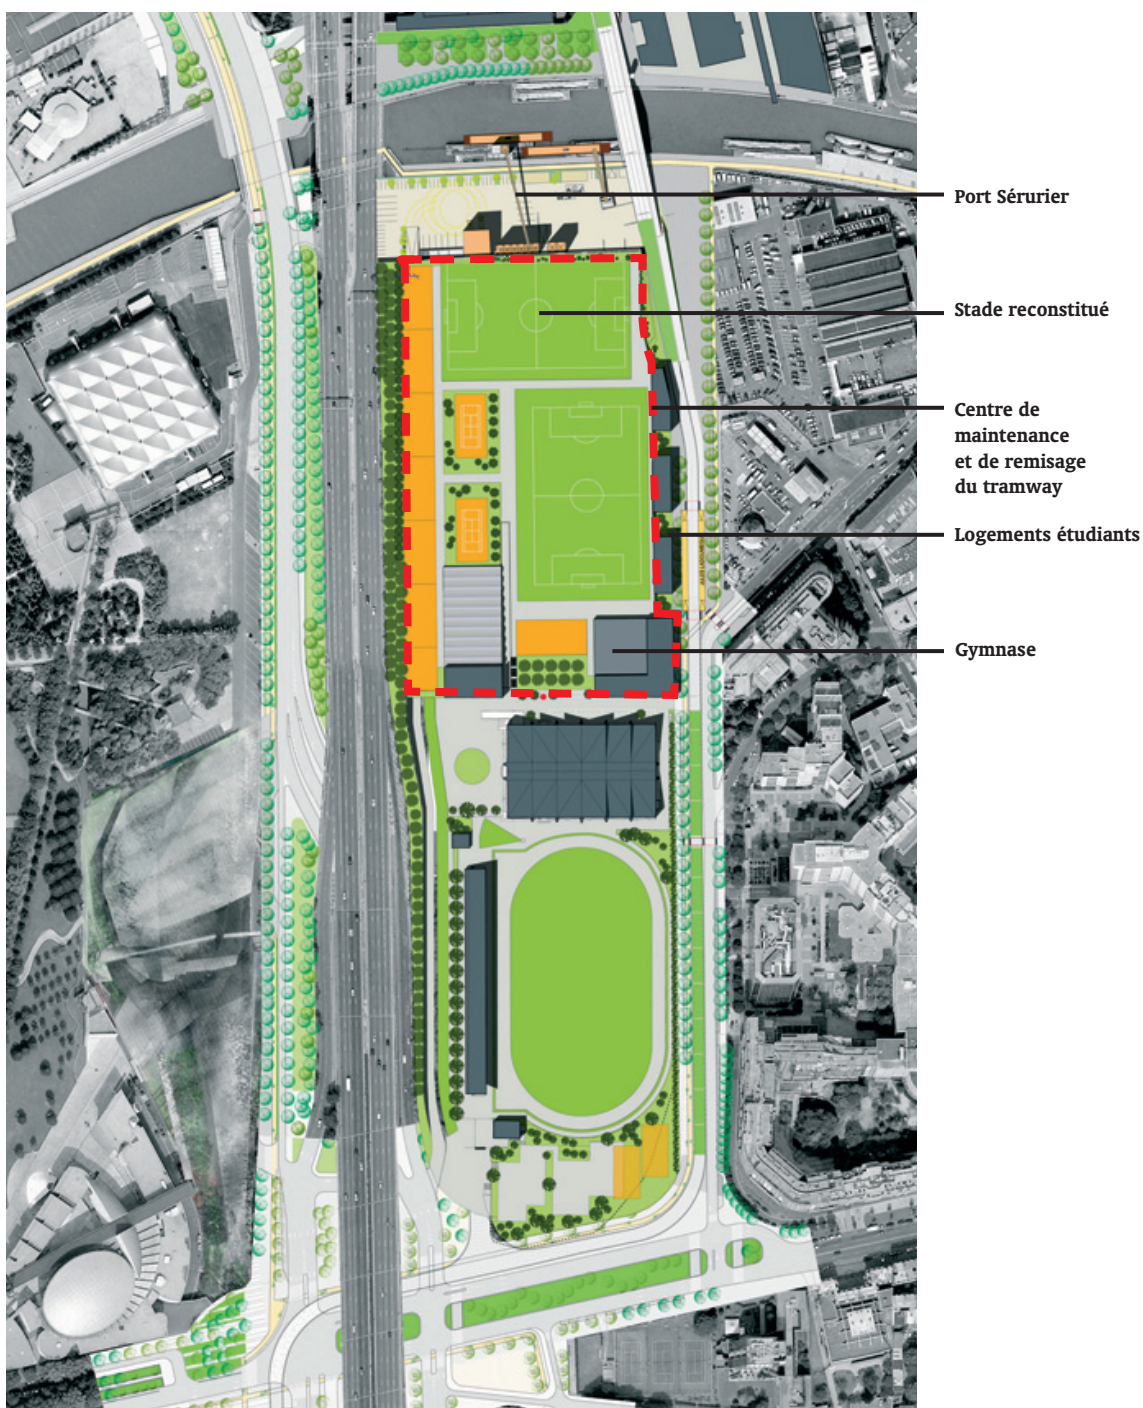 Port Sérurier
Stade reconstitué
Centre de
maintenance
et de remisage
du tramway
Logements étudiants
Gymnase